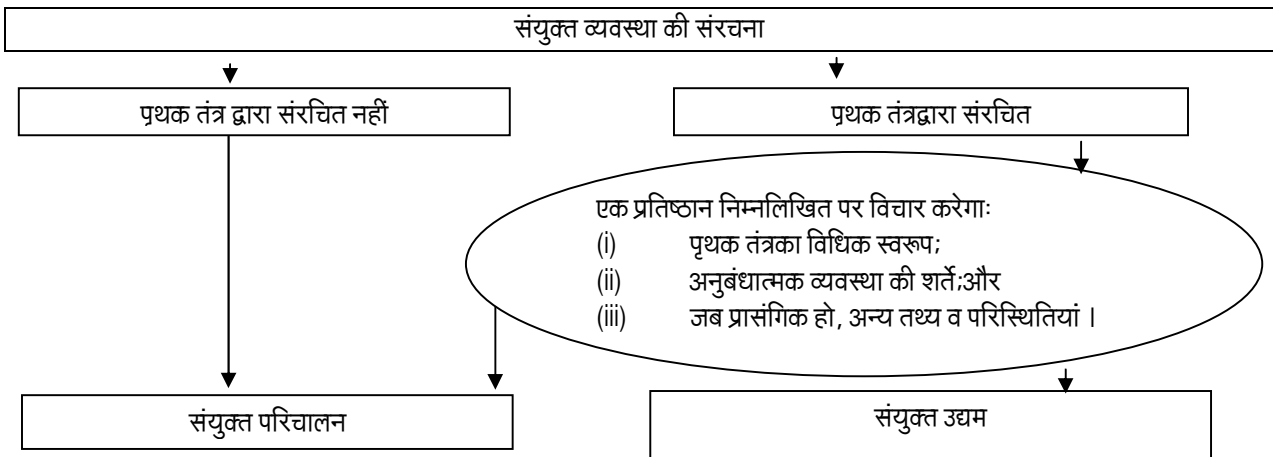 संयुक्त व्यवस्था की संरचना
पृथक तंत्र द्वारा संरचित नहीं
पृथक तंत्रद्वारा संरचित
एक प्रतिष्ठान निम्नलिखित पर विचार करेगाः
(i) पृथक तंत्रका विधिक स्वरूप;
(ii) अनुबंधात्मक व्यवस्था की शर्ते;और
(iii) जब प्रासंगिक हो, अन्य तथ्य व परिस्थितियां ।
संयुक्त परिचालन
संयुक्त उद्यम